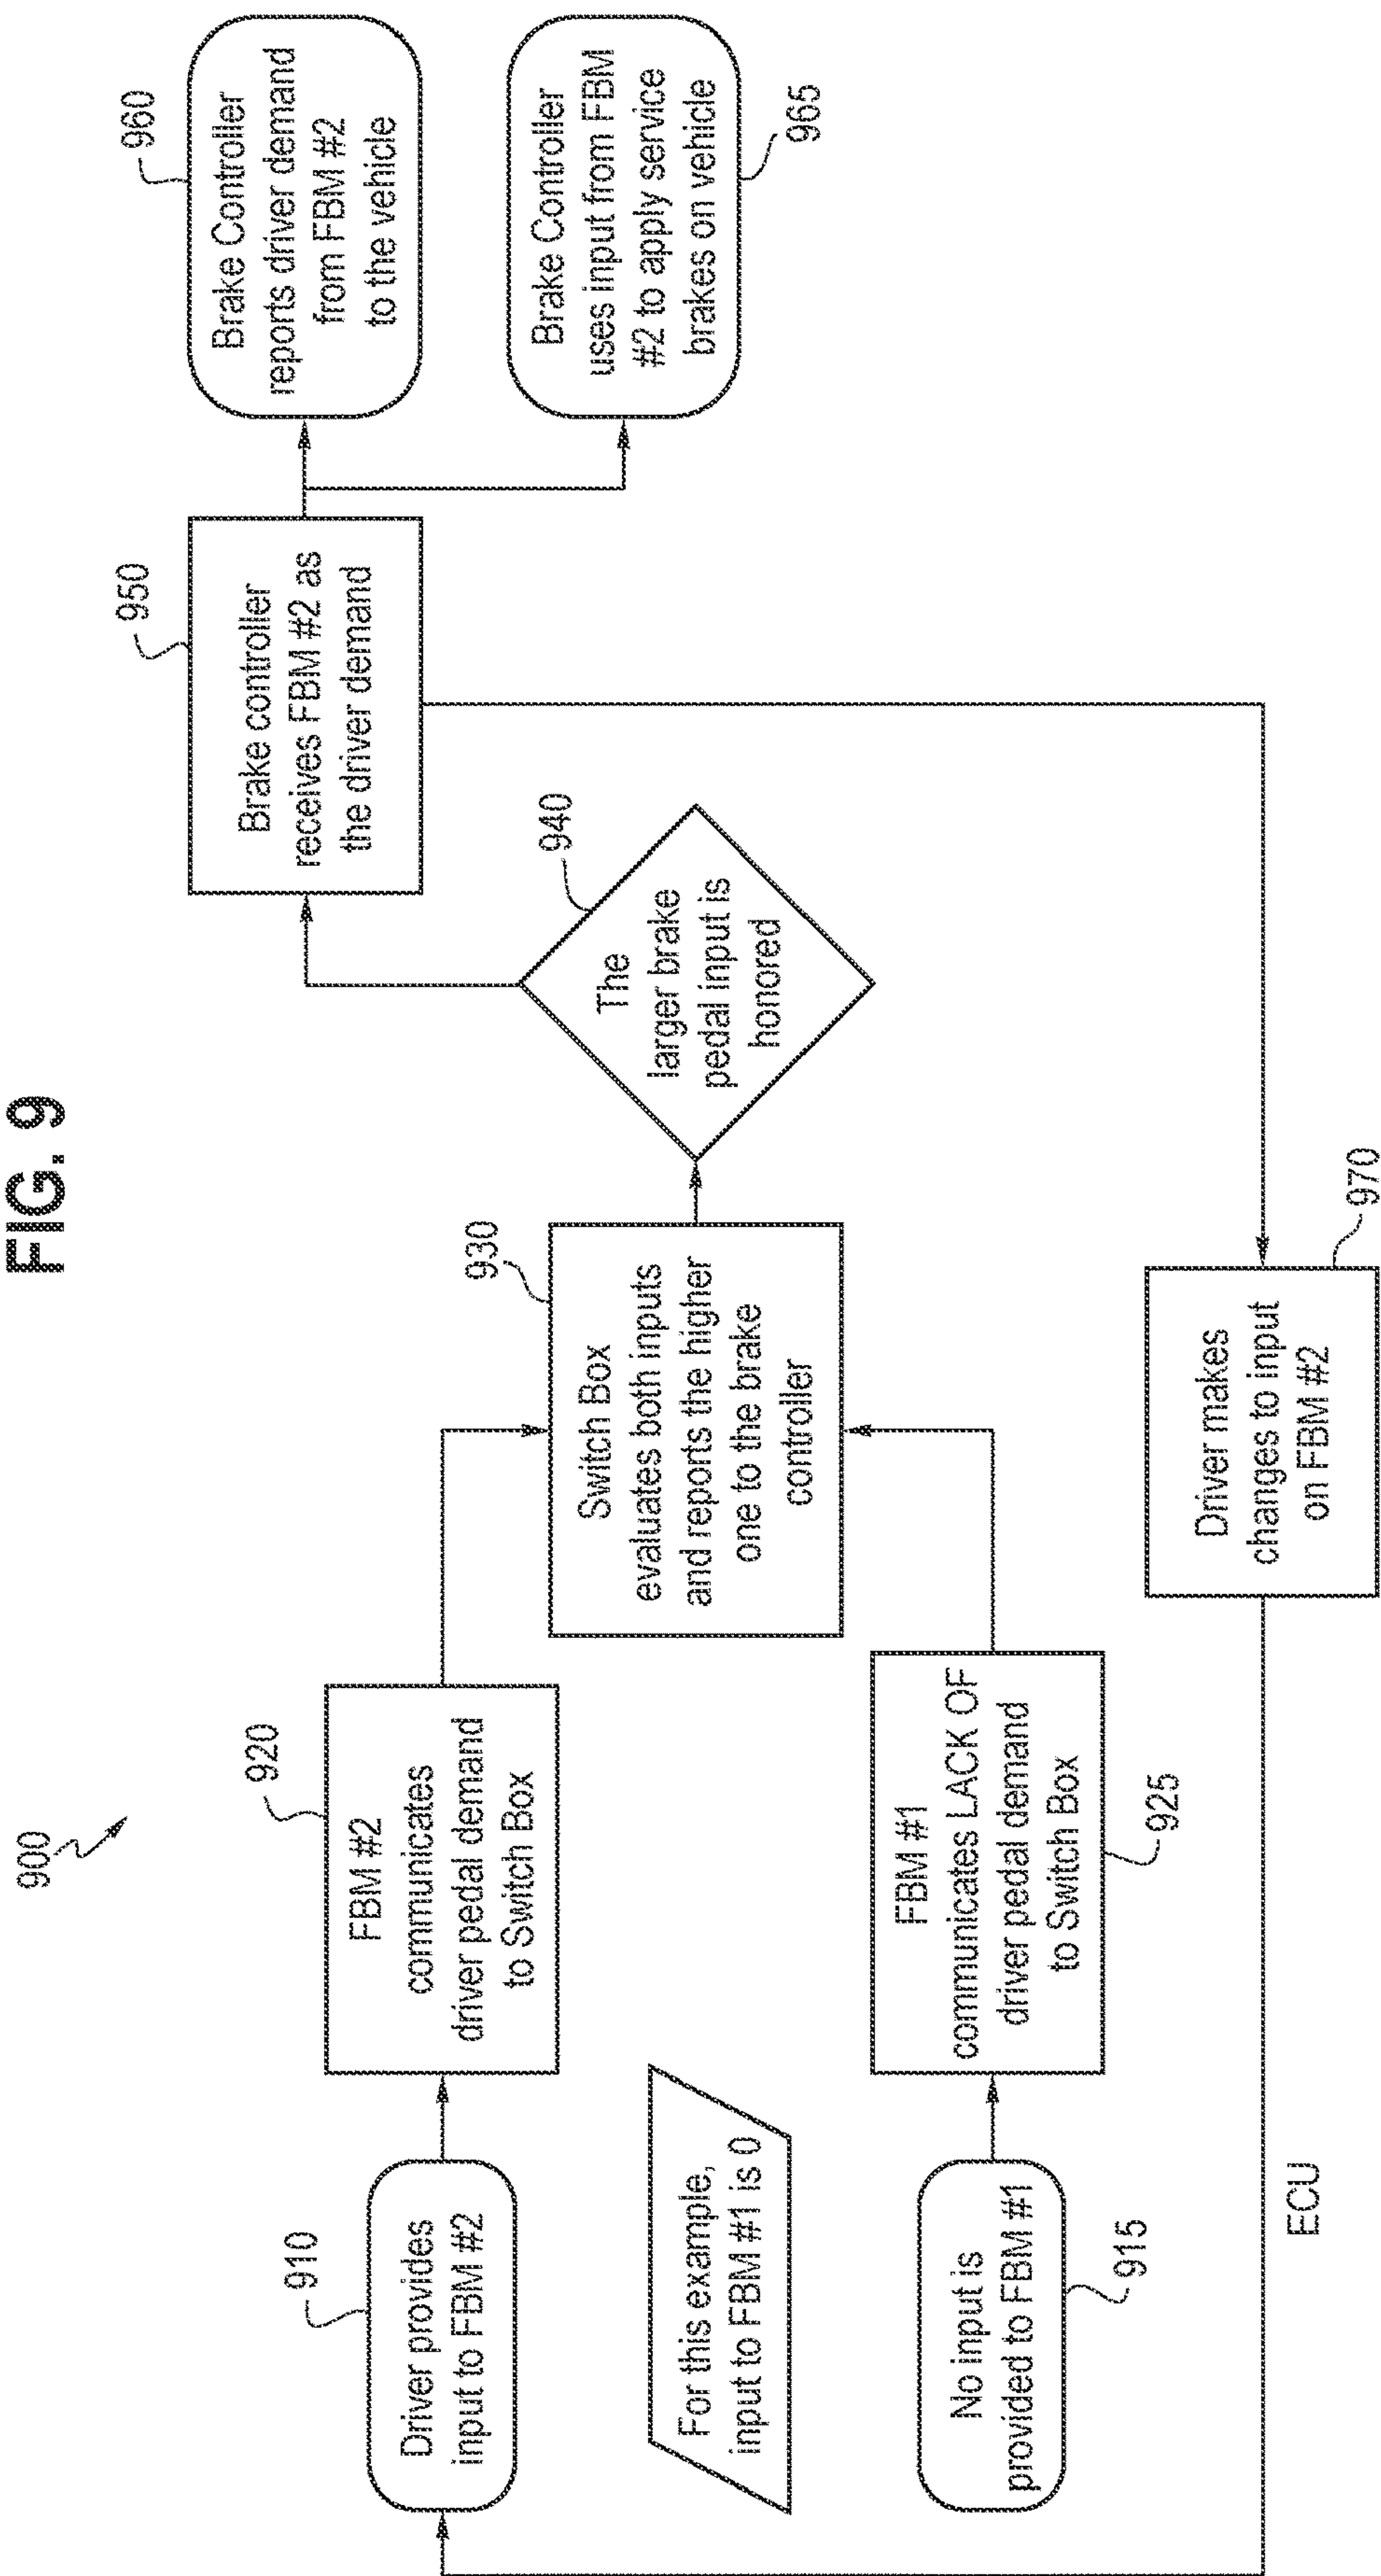 FIG. 9
900
910
Driver provides
input to FBM #2
920
FBM #2
communicates
driver pedal demand
to Switch Box
For this example,
input to FBM #1 is 0
No input is
provided to FBM #1
915
FBM #1
communicates LACK OF
driver pedal demand
to Switch Box
925
930
Switch Box
evaluates both inputs
and reports the higher
one to the brake
controller
940
The
larger brake
pedal input is
honored
950
Brake controller
receives FBM #2 as
the driver demand
960
Brake Controller
reports driver demand
from FBM #2
to the vehicle
Brake Controller
uses input from FBM
#2 to apply service
brakes on vehicle
965
Driver makes
changes to input
on FBM #2
970
ECU